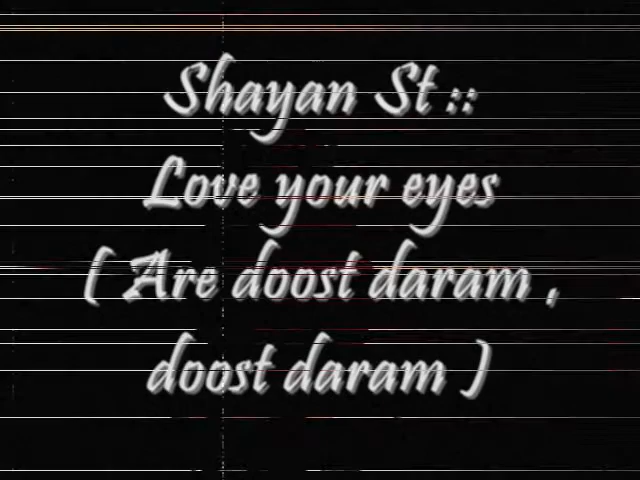 Shayan St ::
Love your eyes
( Are doost daram ,
doost daram )